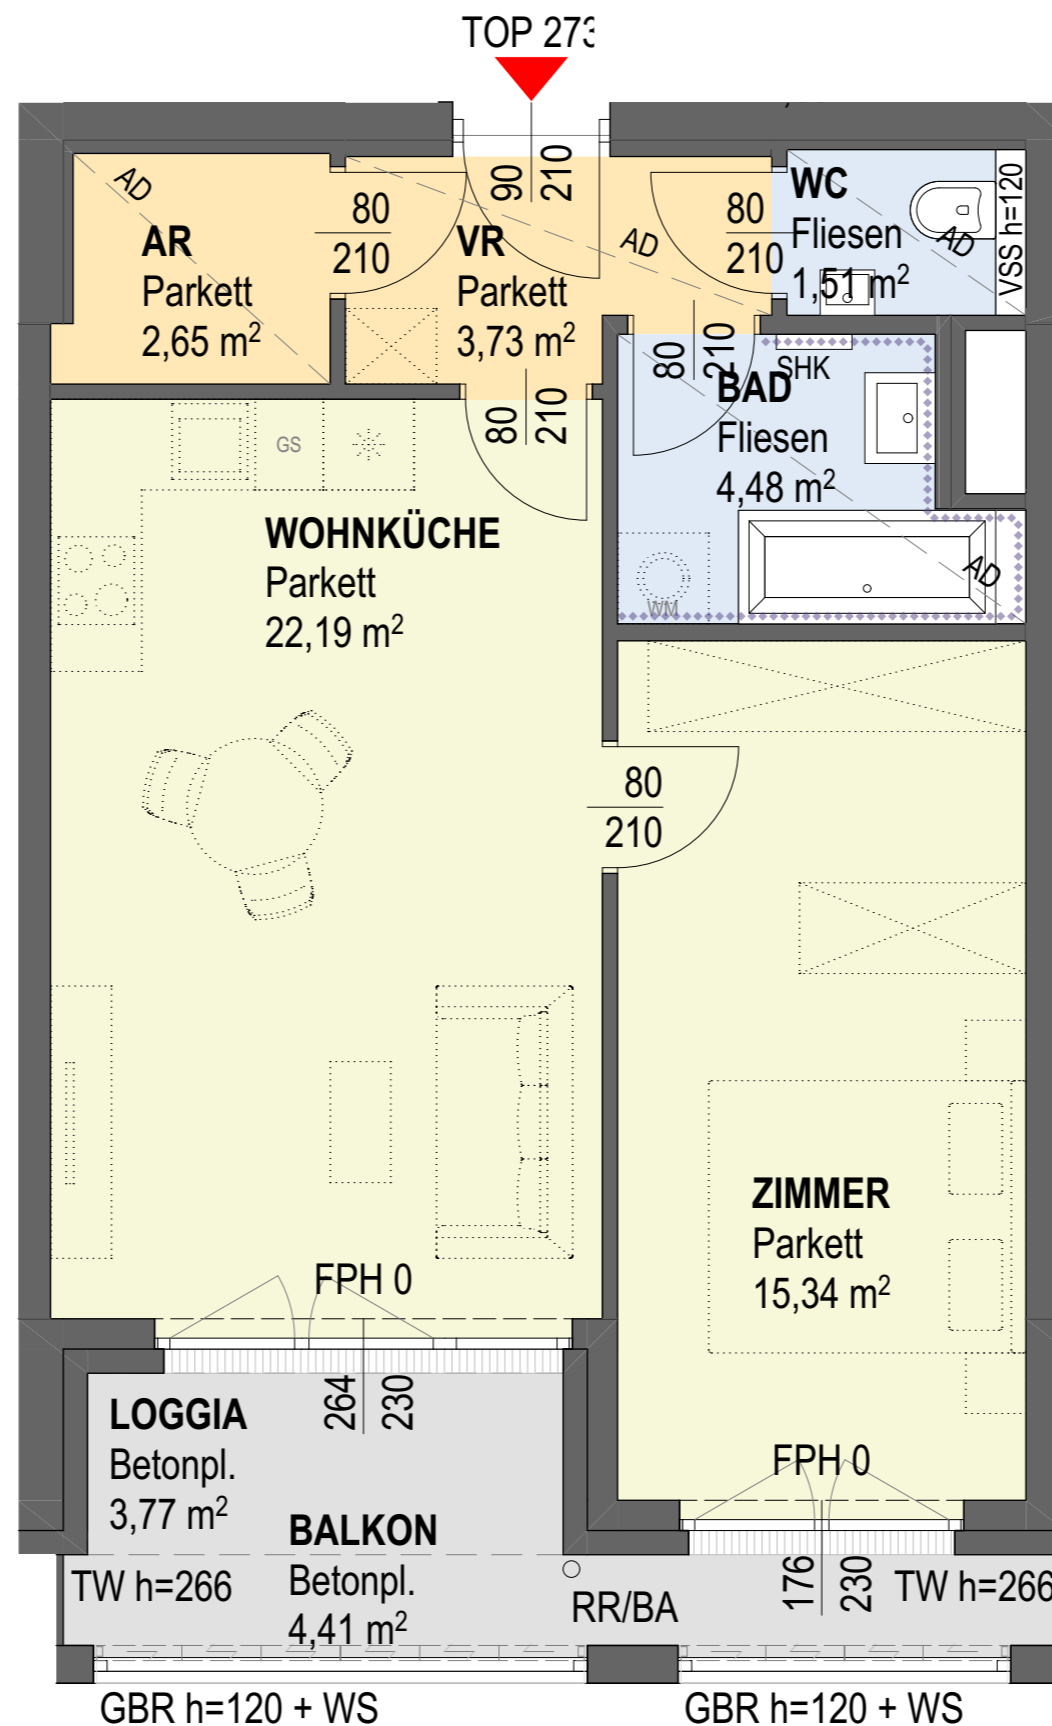 TOP 273
90
210
AD
AR
Parkett
2,65 m²
80
210
VR
Parkett
3,73 m²
AD
80
210
WC
Fliesen
1,51 m²
AD
VSS h=120
80
210
80
210
SHK
BAD
Fliesen
4,48 m²
AD
WM
GS
WOHNKÜCHE
Parkett
22,19 m²
80
210
ZIMMER
Parkett
15,34 m²
FPH 0
264
230
FPH 0
176
230
LOGGIA
Betonpl.
3,77 m²
BALKON
Betonpl.
4,41 m²
TW h=266
RR/BA
TW h=266
GBR h=120 + WS
GBR h=120 + WS